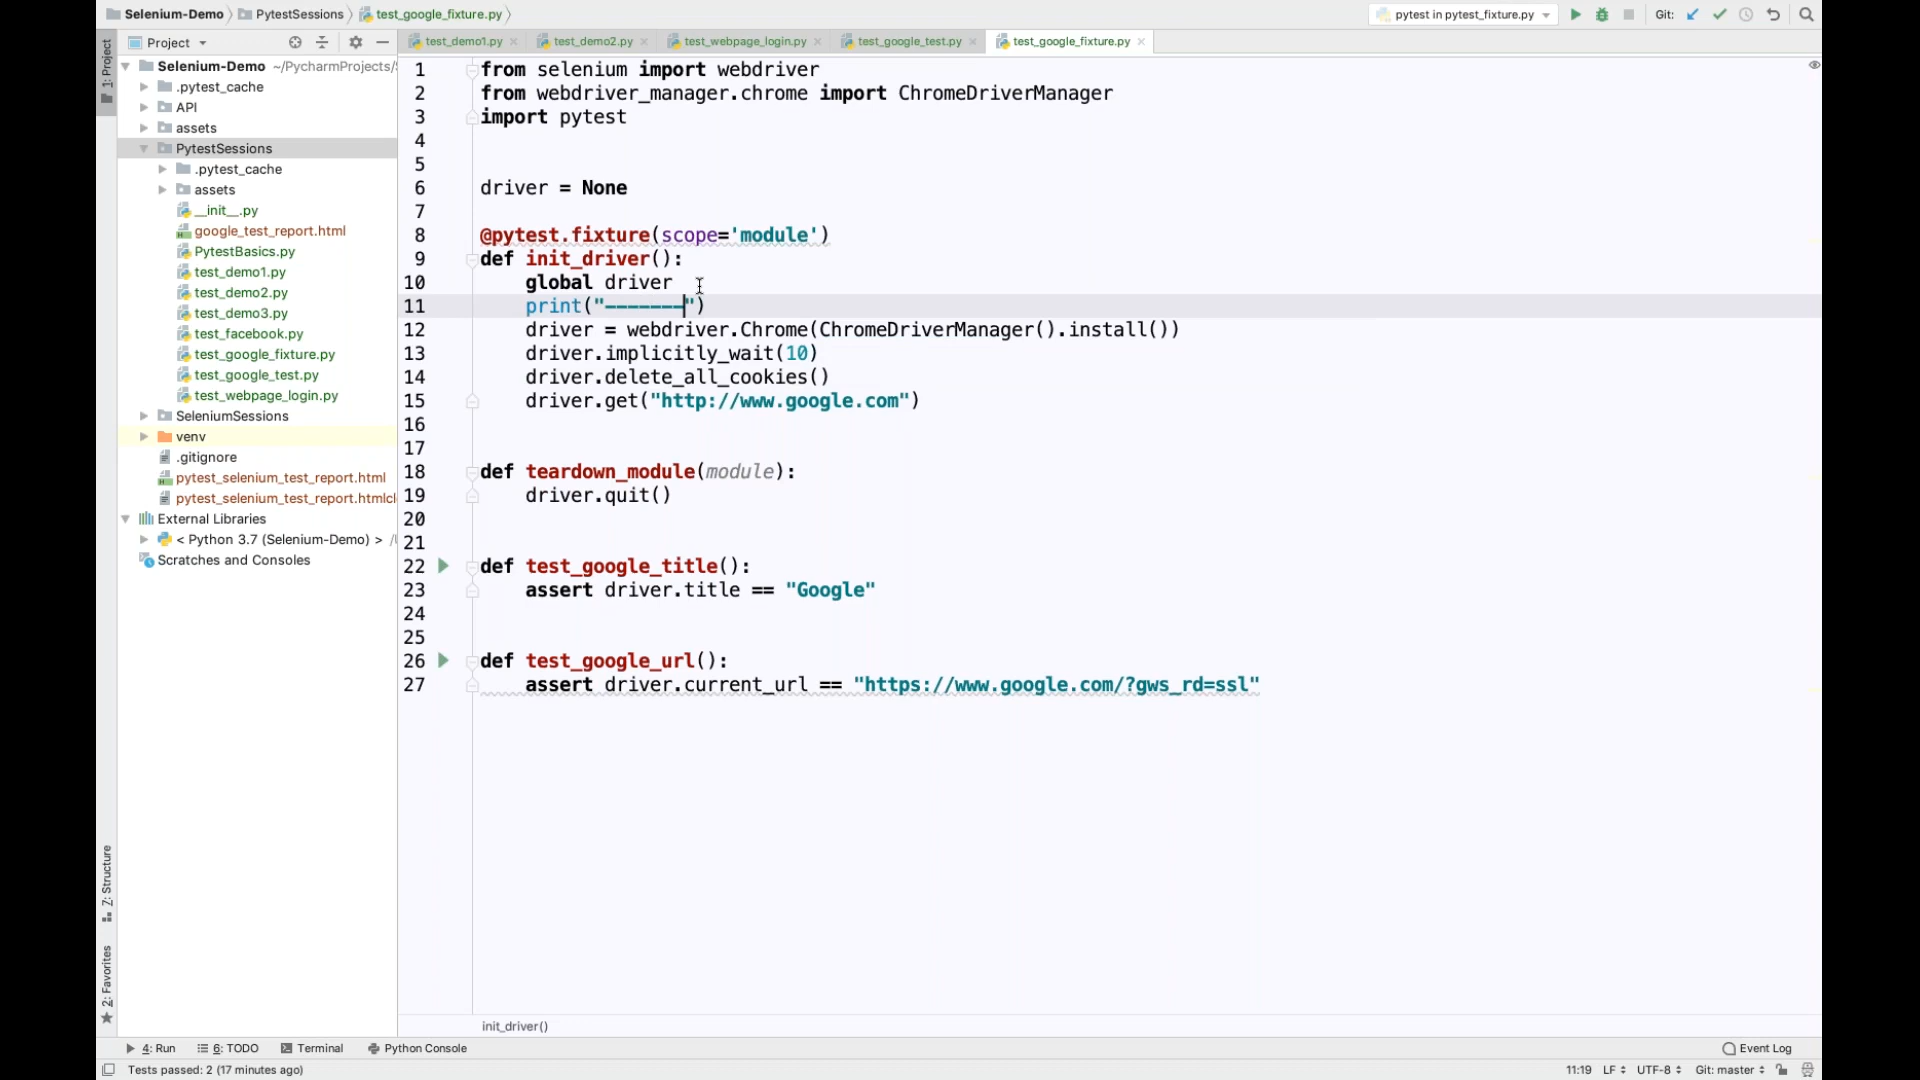 Selenium-Demo PytestSessions test_google_fixture.py
pytest in pytest_fixture.py Git:
1: Project
Project
test_demo1.py test_demo2.py test_webpage_login.py test_google_test.py test_google_fixture.py
Selenium-Demo ~/PycharmProjects/
.pytest_cache
API
assets
PytestSessions
.pytest_cache
assets
__init__.py
google_test_report.html
PytestBasics.py
test_demo1.py
test_demo2.py
test_demo3.py
test_facebook.py
test_google_fixture.py
test_google_test.py
test_webpage_login.py
SeleniumSessions
venv
.gitignore
pytest_selenium_test_report.html
pytest_selenium_test_report.htmlcl
External Libraries
< Python 3.7 (Selenium-Demo) >
Scratches and Consoles
1 from selenium import webdriver
2 from webdriver_manager.chrome import ChromeDriverManager
3 import pytest
4
5
6 driver = None
7
8 @pytest.fixture(scope='module')
9 def init_driver():
10 global driver
11 print("-------")
12 driver = webdriver.Chrome(ChromeDriverManager().install())
13 driver.implicitly_wait(10)
14 driver.delete_all_cookies()
15 driver.get("http://www.google.com")
16
17
18 def teardown_module(module):
19 driver.quit()
20
21
22 def test_google_title():
23 assert driver.title == "Google"
24
25
26 def test_google_url():
27 assert driver.current_url == "https://www.google.com/?gws_rd=ssl"
Z: Structure
2: Favorites
init_driver()
4: Run 6: TODO Terminal Python Console Event Log
Tests passed: 2 (17 minutes ago) 11:19 LF UTF-8 Git: master